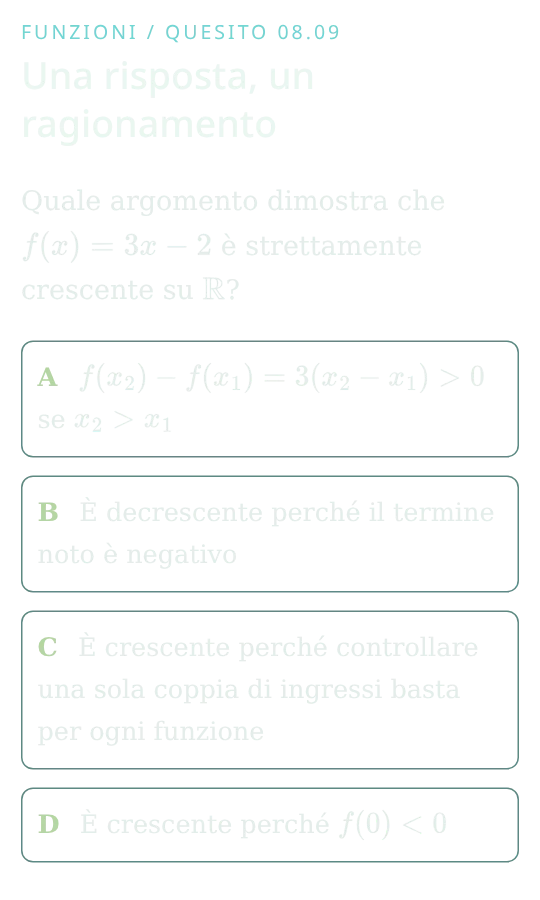 FUNZIONI / QUESITO 08.09
Una risposta, un
ragionamento
Quale argomento dimostra che
f(x) = 3x − 2 è strettamente
crescente su ℝ?
A f(x₂) − f(x₁) = 3(x₂ − x₁) > 0
se x₂ > x₁
B È decrescente perché il termine
noto è negativo
C È crescente perché controllare
una sola coppia di ingressi basta
per ogni funzione
D È crescente perché f(0) < 0